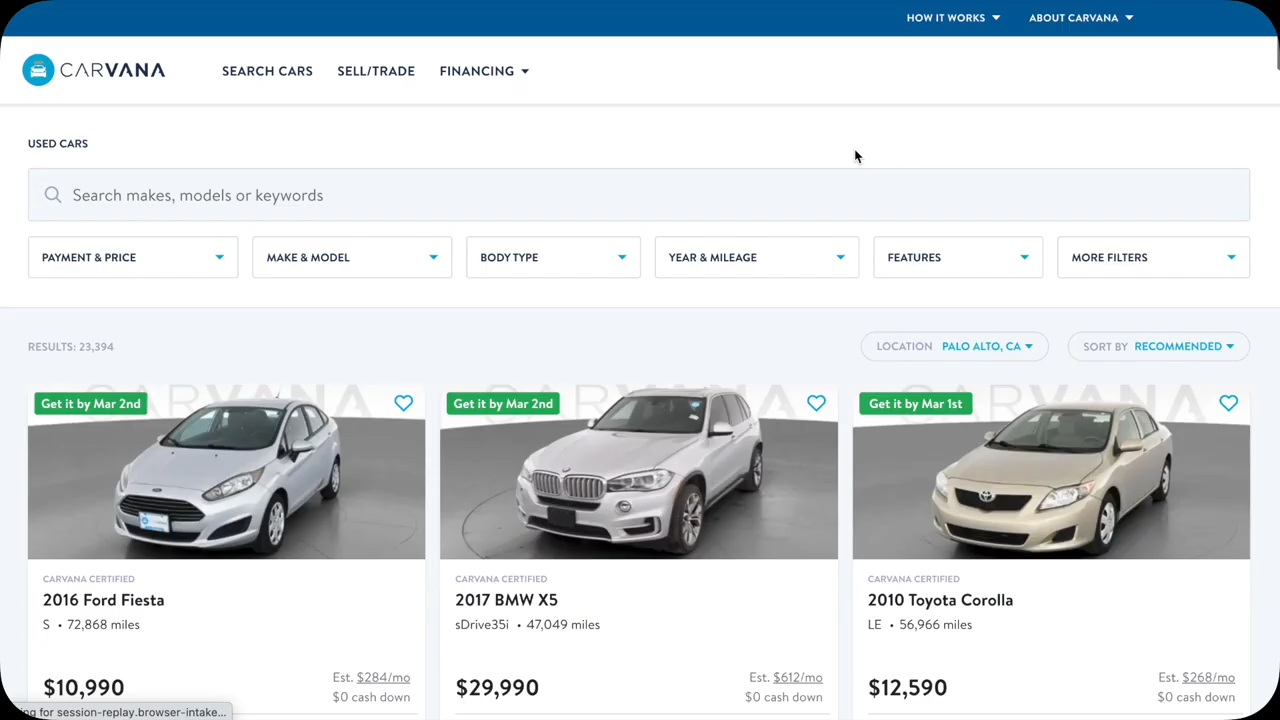 HOW IT WORKS
ABOUT CARVANA
CARVANA
SEARCH CARS
SELL/TRADE
FINANCING
USED CARS
Search makes, models or keywords
PAYMENT & PRICE
MAKE & MODEL
BODY TYPE
YEAR & MILEAGE
FEATURES
MORE FILTERS
RESULTS: 23,394
LOCATION PALO ALTO, CA
SORT BY RECOMMENDED
Get it by Mar 2nd
Get it by Mar 2nd
Get it by Mar 1st
CARVANA CERTIFIED
2016 Ford Fiesta
S • 72,868 miles
Est. $284/mo
$10,990
$0 cash down
CARVANA CERTIFIED
2017 BMW X5
sDrive35i • 47,049 miles
Est. $612/mo
$29,990
$0 cash down
CARVANA CERTIFIED
2010 Toyota Corolla
LE • 56,966 miles
Est. $268/mo
$12,590
$0 cash down
for session-replay.browser-intake...